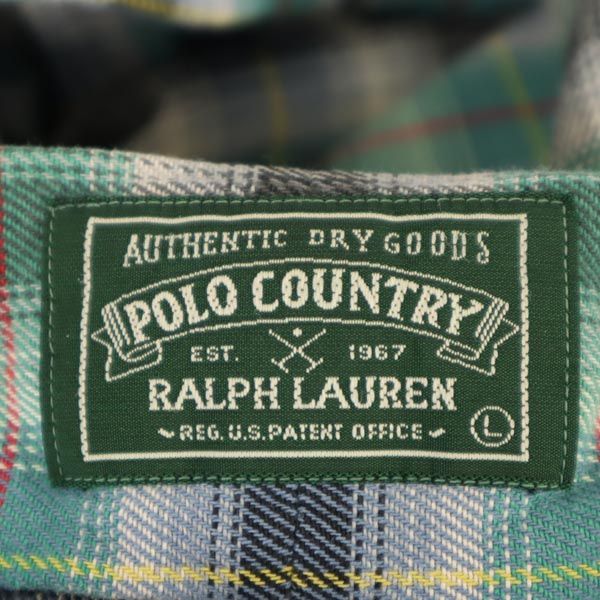 AUTHENTIC DRY GOODS
POLO COUNTRY
EST. 1967
RALPH LAUREN
REG. U.S. PATENT OFFICE
L